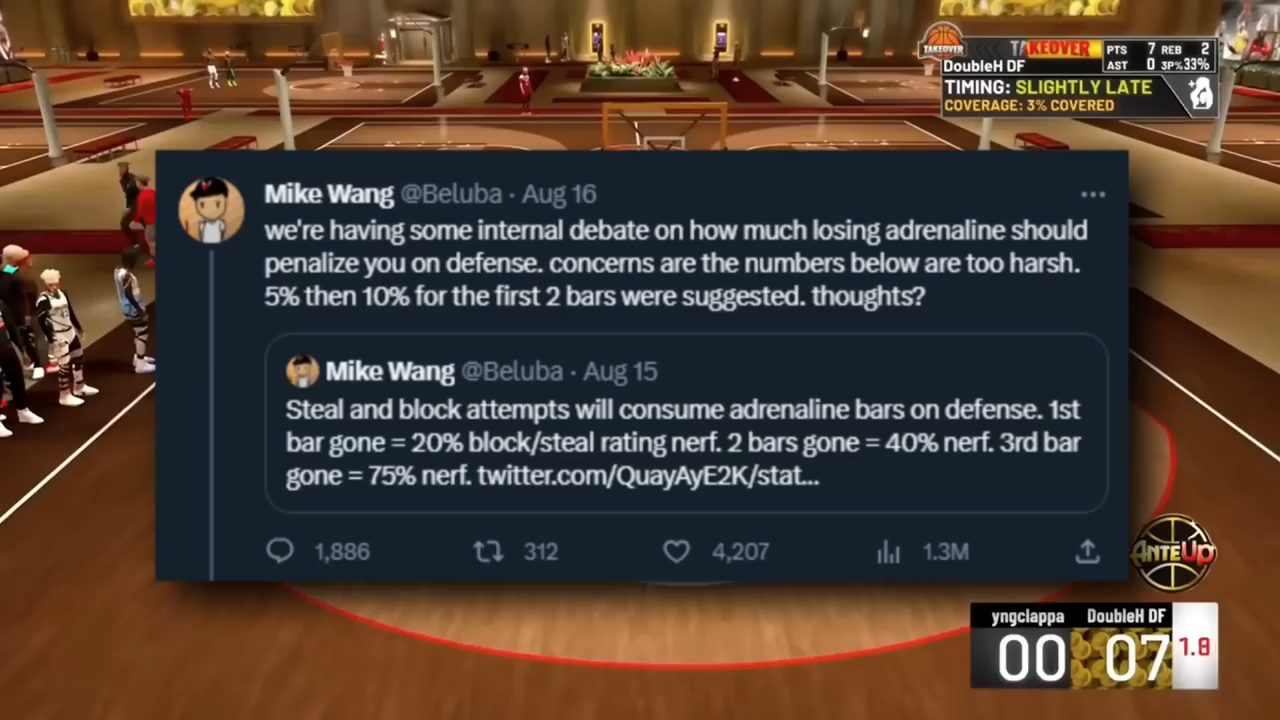 TAKEOVER
TAKEOVER
PTS 7 REB 2
DoubleH DF
AST 0 3P% 33%
TIMING: SLIGHTLY LATE
COVERAGE: 3% COVERED
Mike Wang @Beluba · Aug 16
we're having some internal debate on how much losing adrenaline should
penalize you on defense. concerns are the numbers below are too harsh.
5% then 10% for the first 2 bars were suggested. thoughts?
Mike Wang @Beluba · Aug 15
Steal and block attempts will consume adrenaline bars on defense. 1st
bar gone = 20% block/steal rating nerf. 2 bars gone = 40% nerf. 3rd bar
gone = 75% nerf. twitter.com/QuayAyE2K/stat...
1,886 312 4,207 1.3M
ANTEUP
yngclappa DoubleH DF
00 07 1.8